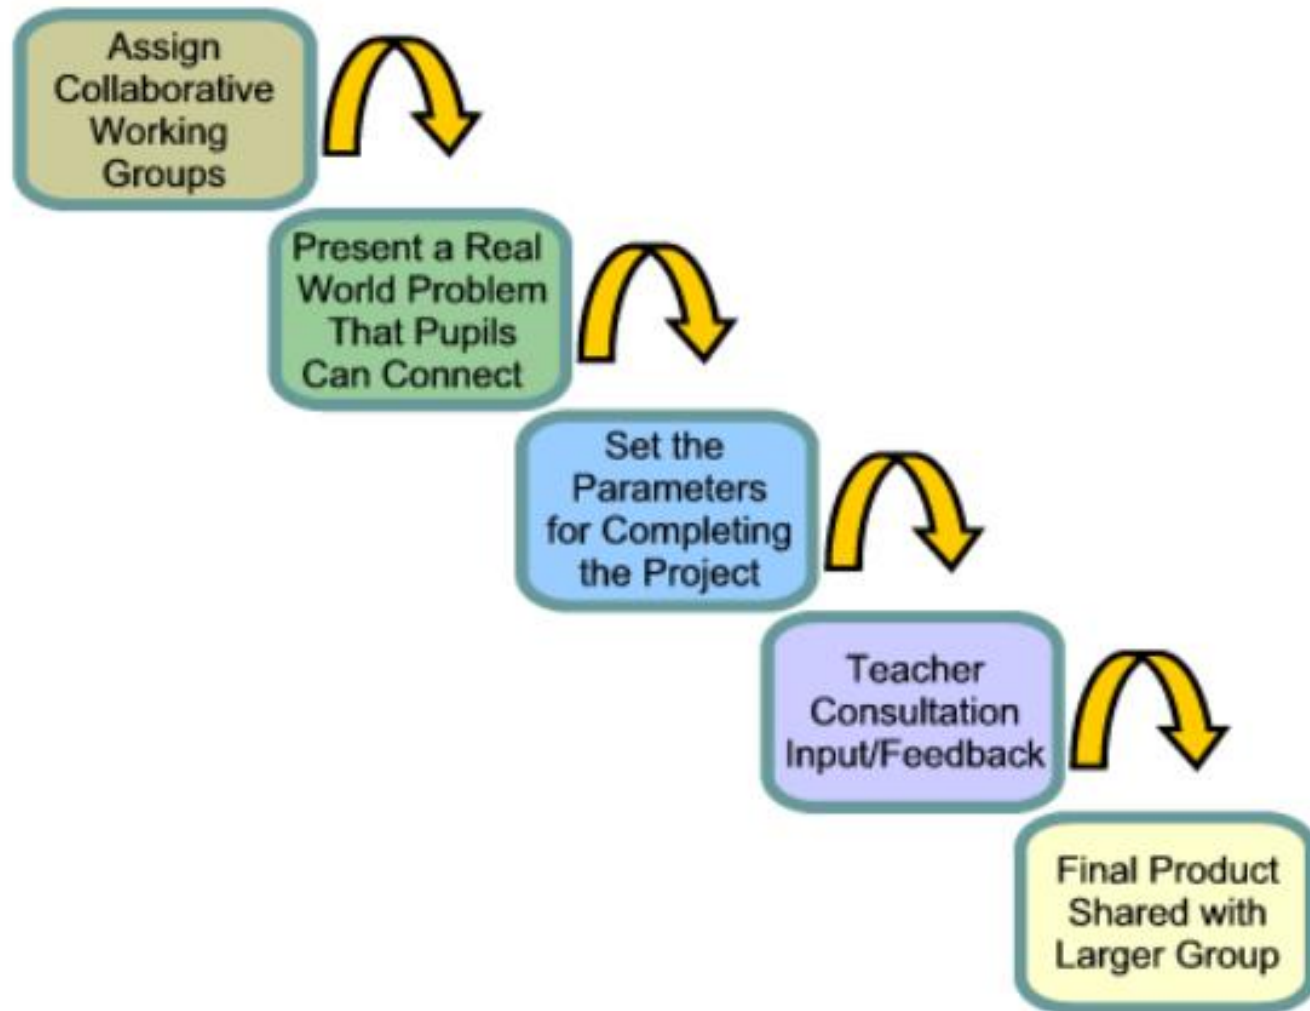 Assign
Collaborative
Working
Groups
Present a Real
World Problem
That Pupils
Can Connect
Set the
Parameters
for Completing
the Project
Teacher
Consultation
Input/Feedback
Final Product
Shared with
Larger Group